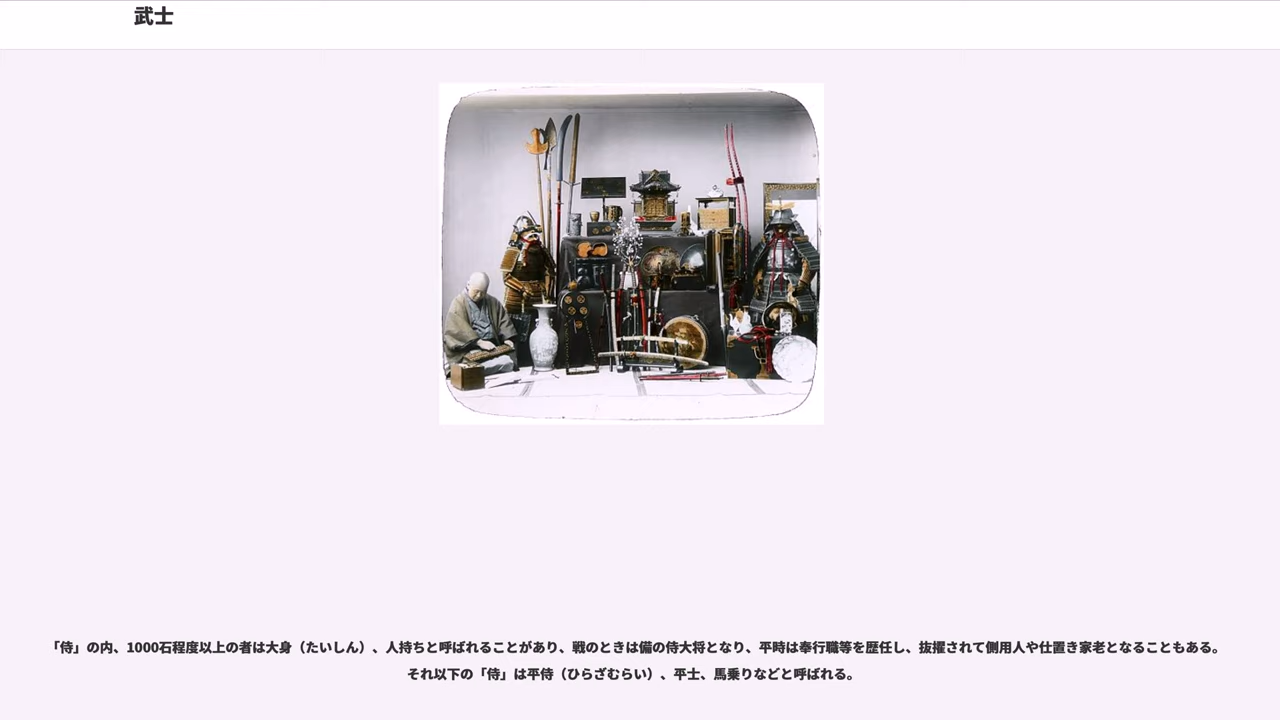 武士
「侍」の内、1000石程度以上の者は大身（たいしん）、人持ちと呼ばれることがあり、戦のときは備の侍大将となり、平時は奉行職等を歴任し、抜擢されて側用人や仕置き家老となることもある。
それ以下の「侍」は平侍（ひらざむらい）、平士、馬乗りなどと呼ばれる。